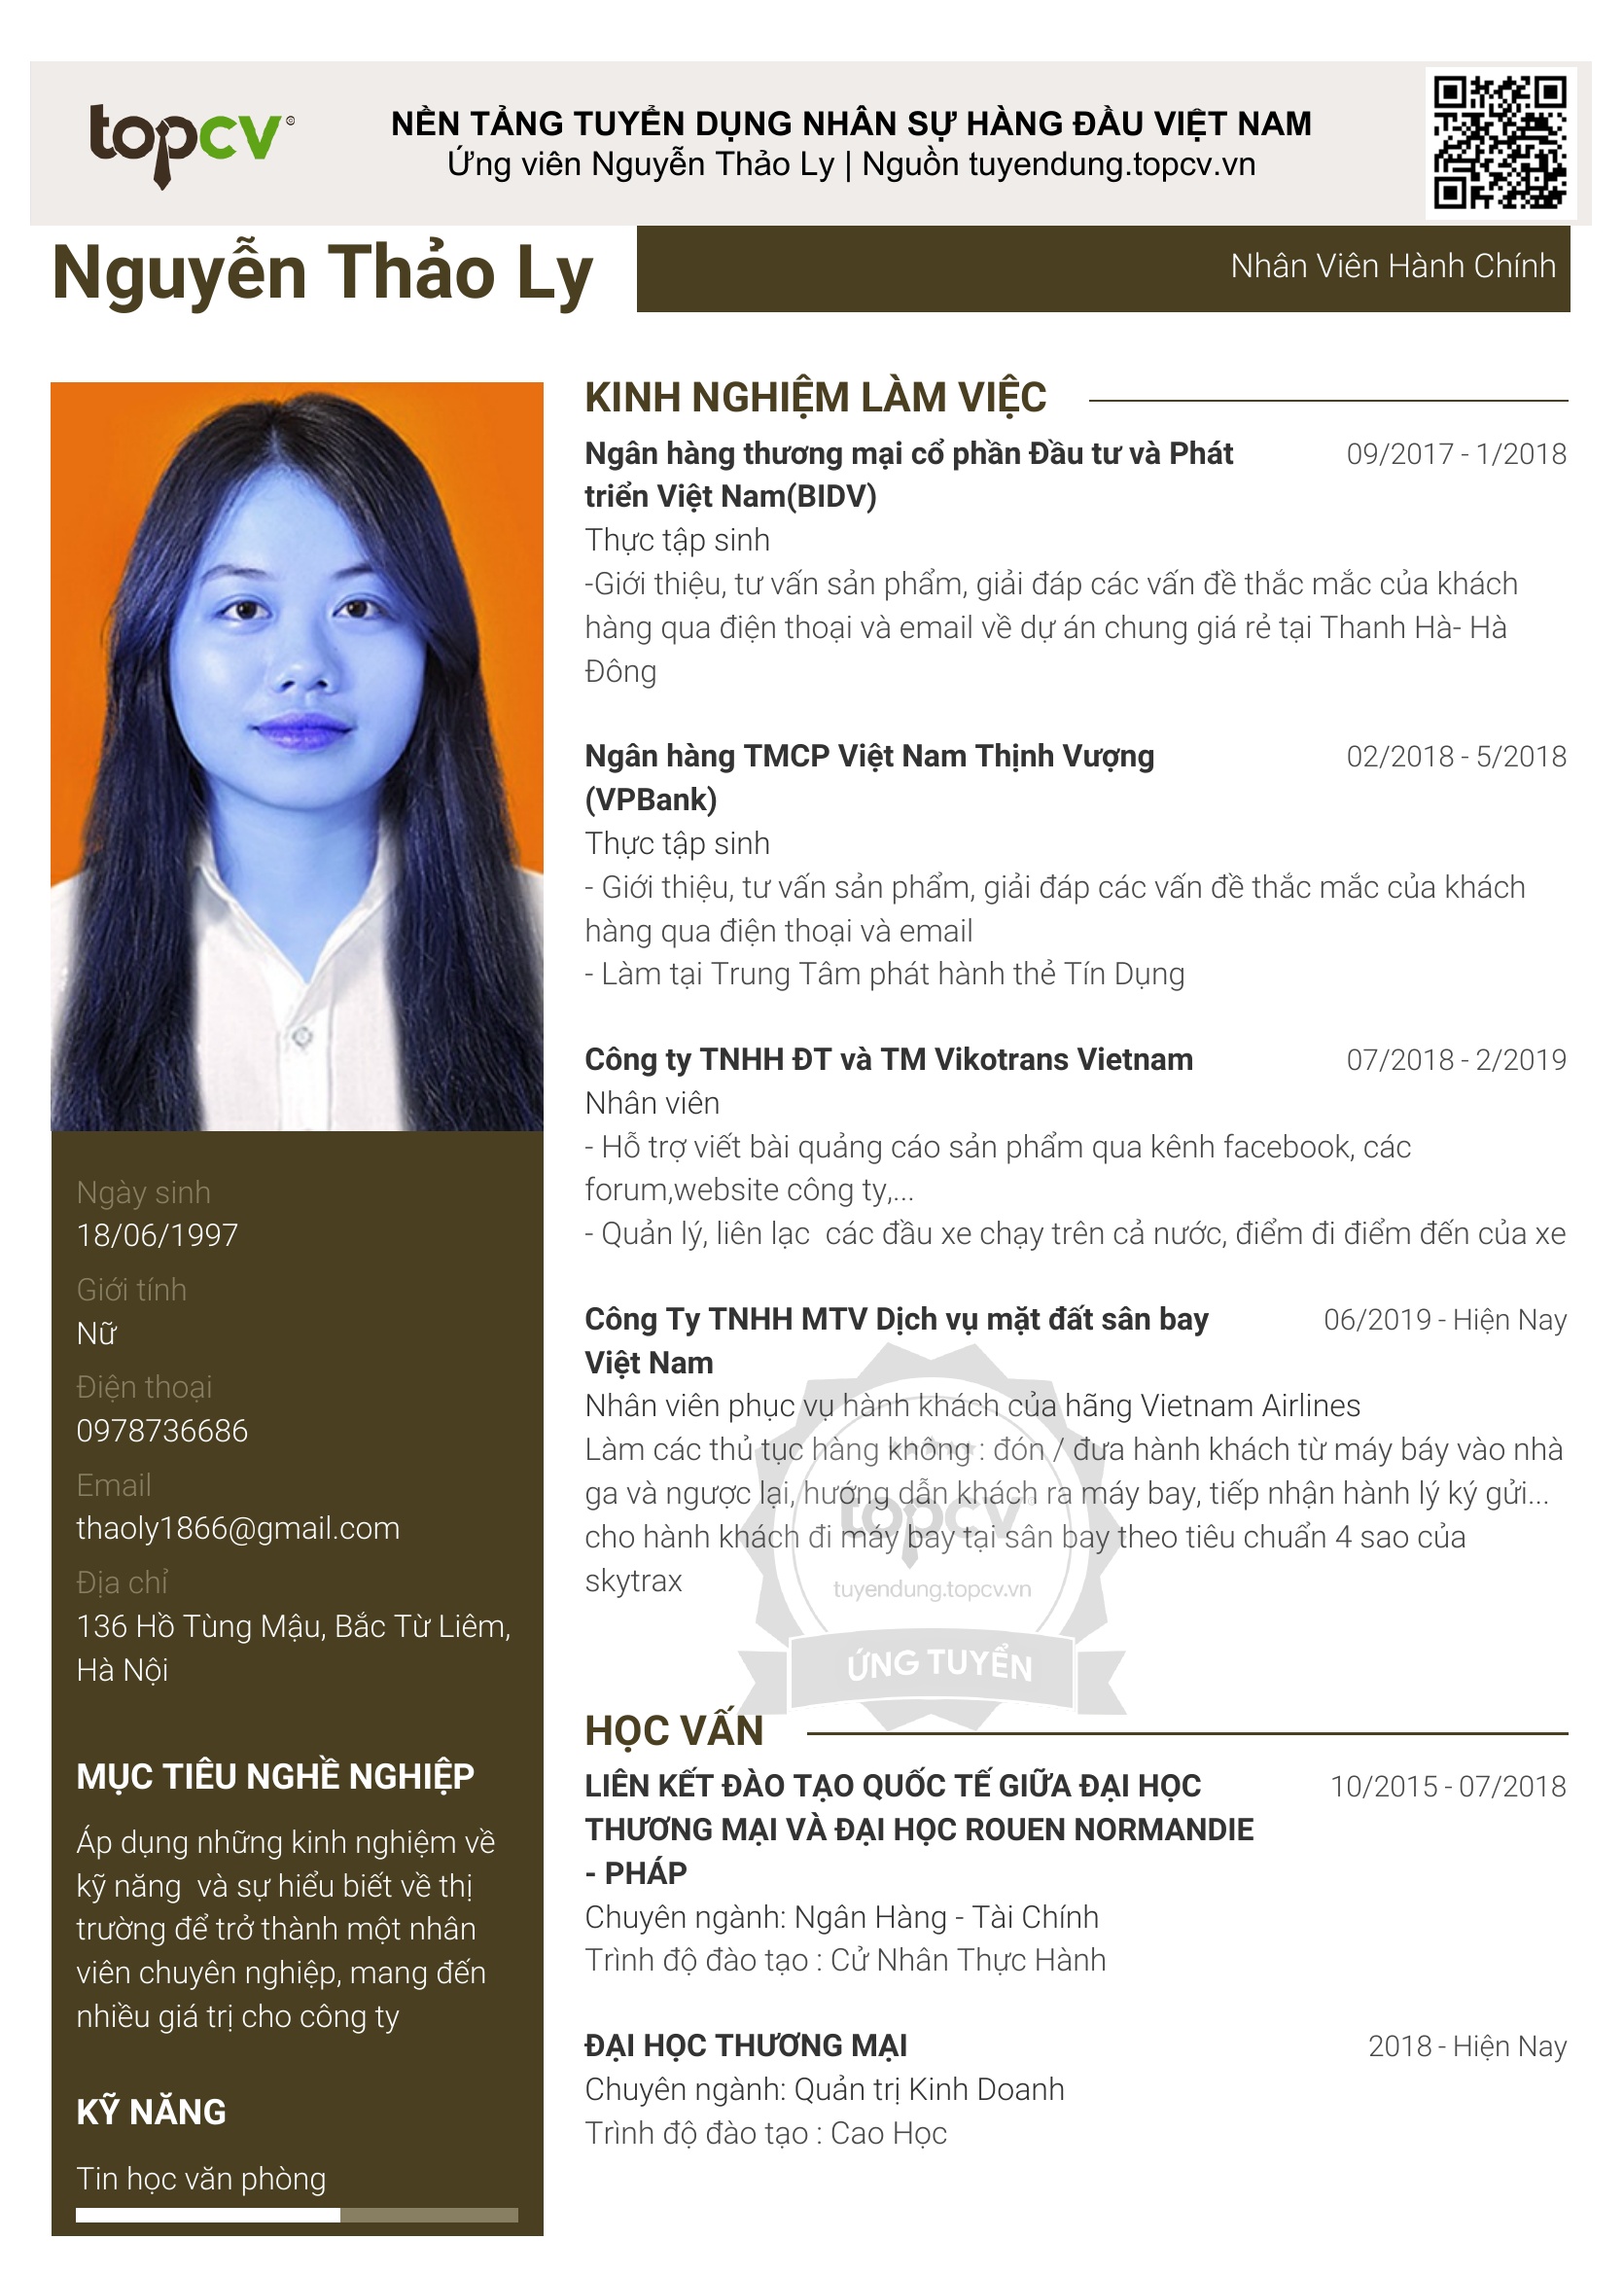 topcv
NỀN TẢNG TUYỂN DỤNG NHÂN SỰ HÀNG ĐẦU VIỆT NAM
Ứng viên Nguyễn Thảo Ly | Nguồn tuyendung.topcv.vn
Nguyễn Thảo Ly
Nhân Viên Hành Chính
Ngày sinh
18/06/1997
Giới tính
Nữ
Điện thoại
0978736686
Email
thaoly1866@gmail.com
Địa chỉ
136 Hồ Tùng Mậu, Bắc Từ Liêm,
Hà Nội
MỤC TIÊU NGHỀ NGHIỆP
Áp dụng những kinh nghiệm về
kỹ năng  và sự hiểu biết về thị
trường để trở thành một nhân
viên chuyên nghiệp, mang đến
nhiều giá trị cho công ty
KỸ NĂNG
Tin học văn phòng
KINH NGHIỆM LÀM VIỆC
Ngân hàng thương mại cổ phần Đầu tư và Phát 09/2017 - 1/2018
triển Việt Nam(BIDV)
Thực tập sinh
-Giới thiệu, tư vấn sản phẩm, giải đáp các vấn đề thắc mắc của khách
hàng qua điện thoại và email về dự án chung giá rẻ tại Thanh Hà- Hà
Đông
Ngân hàng TMCP Việt Nam Thịnh Vượng 02/2018 - 5/2018
(VPBank)
Thực tập sinh
- Giới thiệu, tư vấn sản phẩm, giải đáp các vấn đề thắc mắc của khách
hàng qua điện thoại và email
- Làm tại Trung Tâm phát hành thẻ Tín Dụng
Công ty TNHH ĐT và TM Vikotrans Vietnam 07/2018 - 2/2019
Nhân viên
- Hỗ trợ viết bài quảng cáo sản phẩm qua kênh facebook, các
forum,website công ty,...
- Quản lý, liên lạc  các đầu xe chạy trên cả nước, điểm đi điểm đến của xe
Công Ty TNHH MTV Dịch vụ mặt đất sân bay 06/2019 - Hiện Nay
Việt Nam
Nhân viên phục vụ hành khách của hãng Vietnam Airlines
Làm các thủ tục hàng không : đón / đưa hành khách từ máy báy vào nhà
ga và ngược lại, hướng dẫn khách ra máy bay, tiếp nhận hành lý ký gửi...
cho hành khách đi máy bay tại sân bay theo tiêu chuẩn 4 sao của
skytrax
topcv
tuyendung.topcv.vn
ỨNG TUYỂN
HỌC VẤN
LIÊN KẾT ĐÀO TẠO QUỐC TẾ GIỮA ĐẠI HỌC 10/2015 - 07/2018
THƯƠNG MẠI VÀ ĐẠI HỌC ROUEN NORMANDIE
- PHÁP
Chuyên ngành: Ngân Hàng - Tài Chính
Trình độ đào tạo : Cử Nhân Thực Hành
ĐẠI HỌC THƯƠNG MẠI 2018 - Hiện Nay
Chuyên ngành: Quản trị Kinh Doanh
Trình độ đào tạo : Cao Học